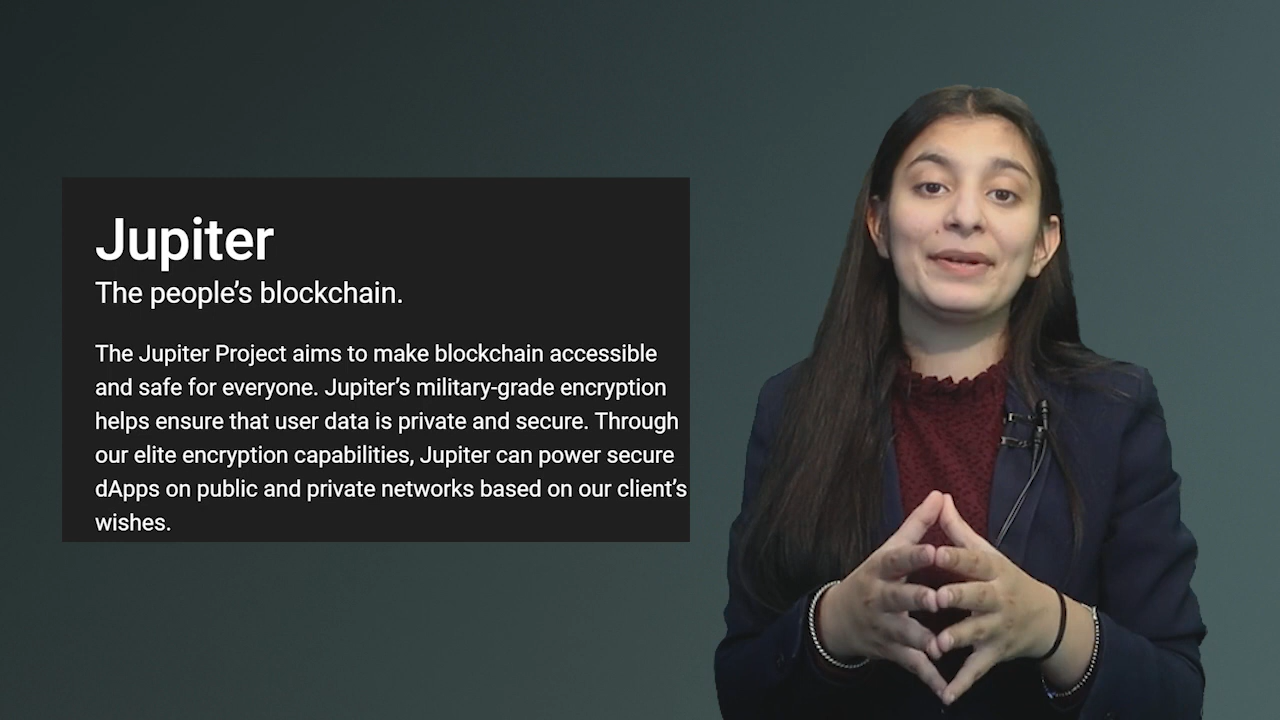 Jupiter
The people’s blockchain.
The Jupiter Project aims to make blockchain accessible
and safe for everyone. Jupiter’s military-grade encryption
helps ensure that user data is private and secure. Through
our elite encryption capabilities, Jupiter can power secure
dApps on public and private networks based on our client’s
wishes.